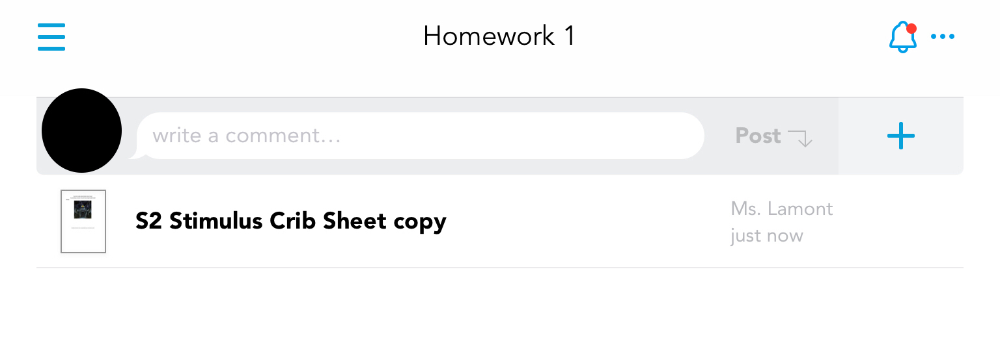 Homework 1
write a comment...
Post
S2 Stimulus Crib Sheet copy
Ms. Lamont
just now